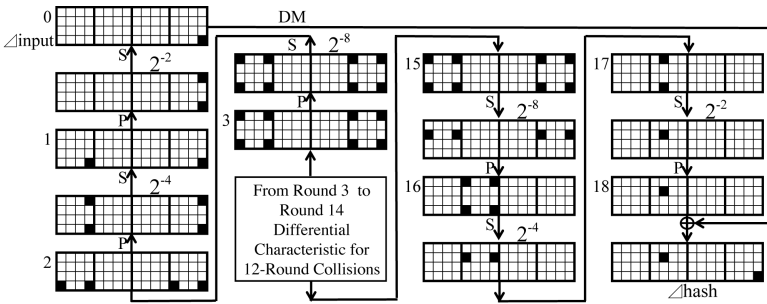 0
DM
⊿input
S
2^-2
P
1
S
2^-4
P
2
S
2^-8
P
3
From Round 3 to
Round 14
Differential
Characteristic for
12-Round Collisions
15
S
2^-8
P
16
S
2^-4
17
S
2^-2
P
18
⊿hash